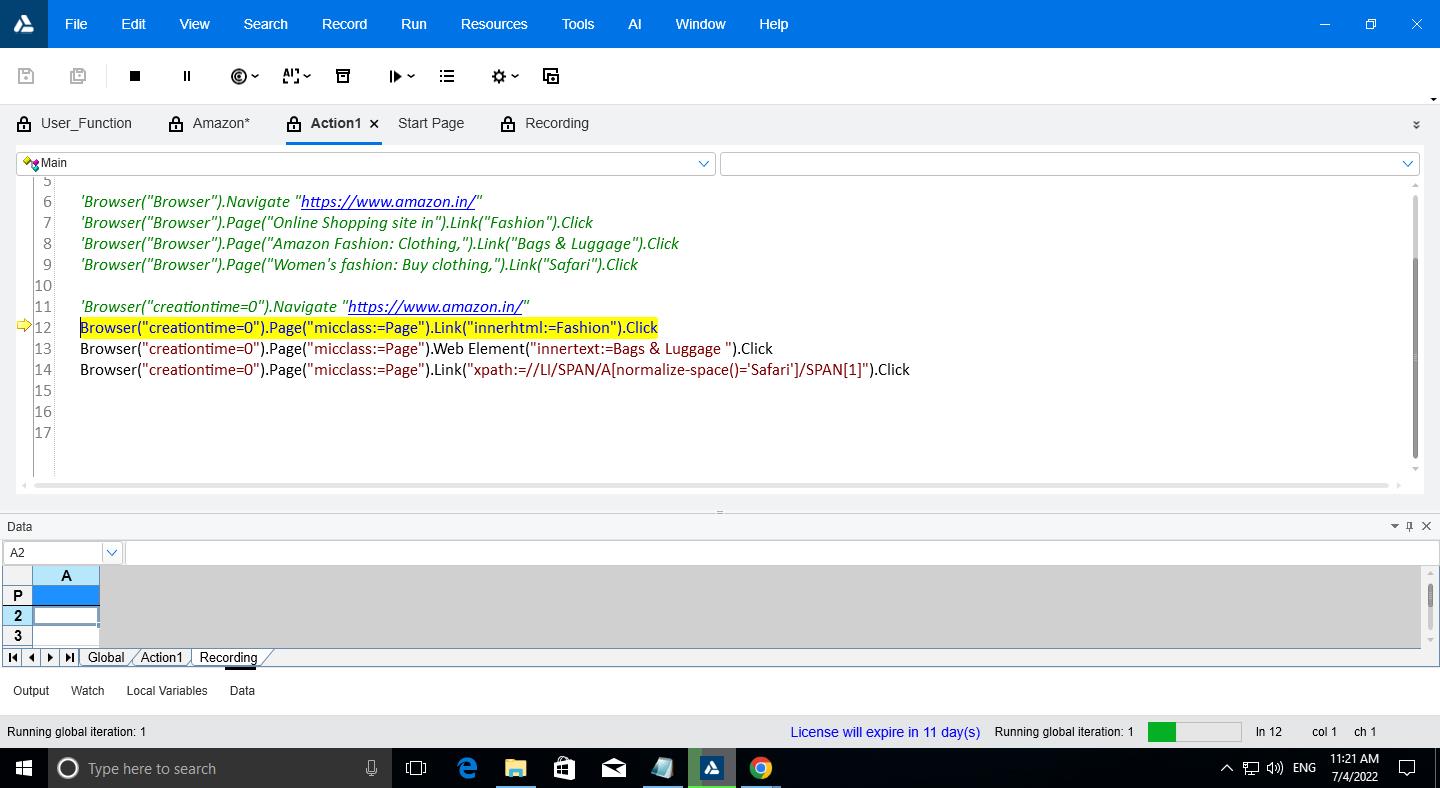 File Edit View Search Record Run Resources Tools AI Window Help
AI
User_Function Amazon* Action1 Start Page Recording
Main
5
6 'Browser("Browser").Navigate "https://www.amazon.in/"
7 'Browser("Browser").Page("Online Shopping site in").Link("Fashion").Click
8 'Browser("Browser").Page("Amazon Fashion: Clothing,").Link("Bags & Luggage").Click
9 'Browser("Browser").Page("Women's fashion: Buy clothing,").Link("Safari").Click
10
11 'Browser("creationtime=0").Navigate "https://www.amazon.in/"
12 Browser("creationtime=0").Page("micclass:=Page").Link("innerhtml:=Fashion").Click
13 Browser("creationtime=0").Page("micclass:=Page").Web Element("innertext:=Bags & Luggage ").Click
14 Browser("creationtime=0").Page("micclass:=Page").Link("xpath:=//LI/SPAN/A[normalize-space()='Safari']/SPAN[1]").Click
15
16
17
Data
A2
A
P
2
3
Global Action1 Recording
Output Watch Local Variables Data
Running global iteration: 1 License will expire in 11 day(s) Running global iteration: 1 ln 12 col 1 ch 1
Type here to search ENG 11:21 AM
7/4/2022